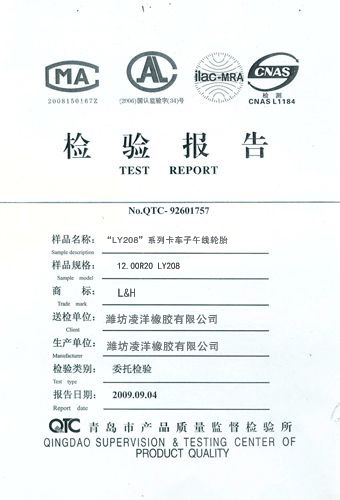 MA
2008150167Z
AL
(2006)国认监验字(34)号
ilac-MRA
CNAS
检 测
CNAS L1184
检 验 报 告
TEST REPORT
No.QTC- 92601757
样品名称： “LY208”系列卡车子午线轮胎
Sample description
样品规格： 12.00R20 LY208
Sample model
商 标： L&H
Trade mark
送检单位： 潍坊凌洋橡胶有限公司
Client
生产单位： 潍坊凌洋橡胶有限公司
Manufacturer
检验类别： 委托检验
Test type
报告日期： 2009.09.04
Report date
QTC 青岛市产品质量监督检验所
QINGDAO SUPERVISION & TESTING CENTER OF
PRODUCT QUALITY